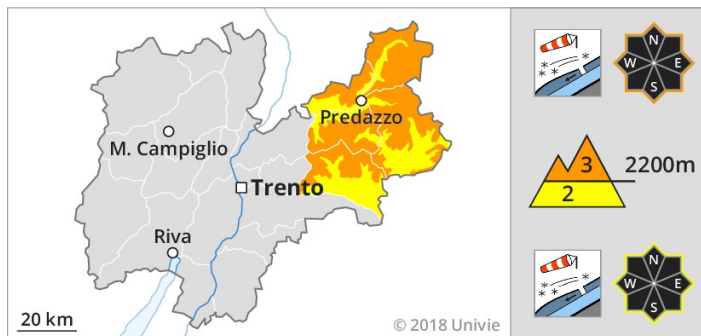 Predazzo
M. Campiglio
Trento
Riva
20 km
© 2018 Univie
N
W E
S
3 2200m
2
N
W E
S